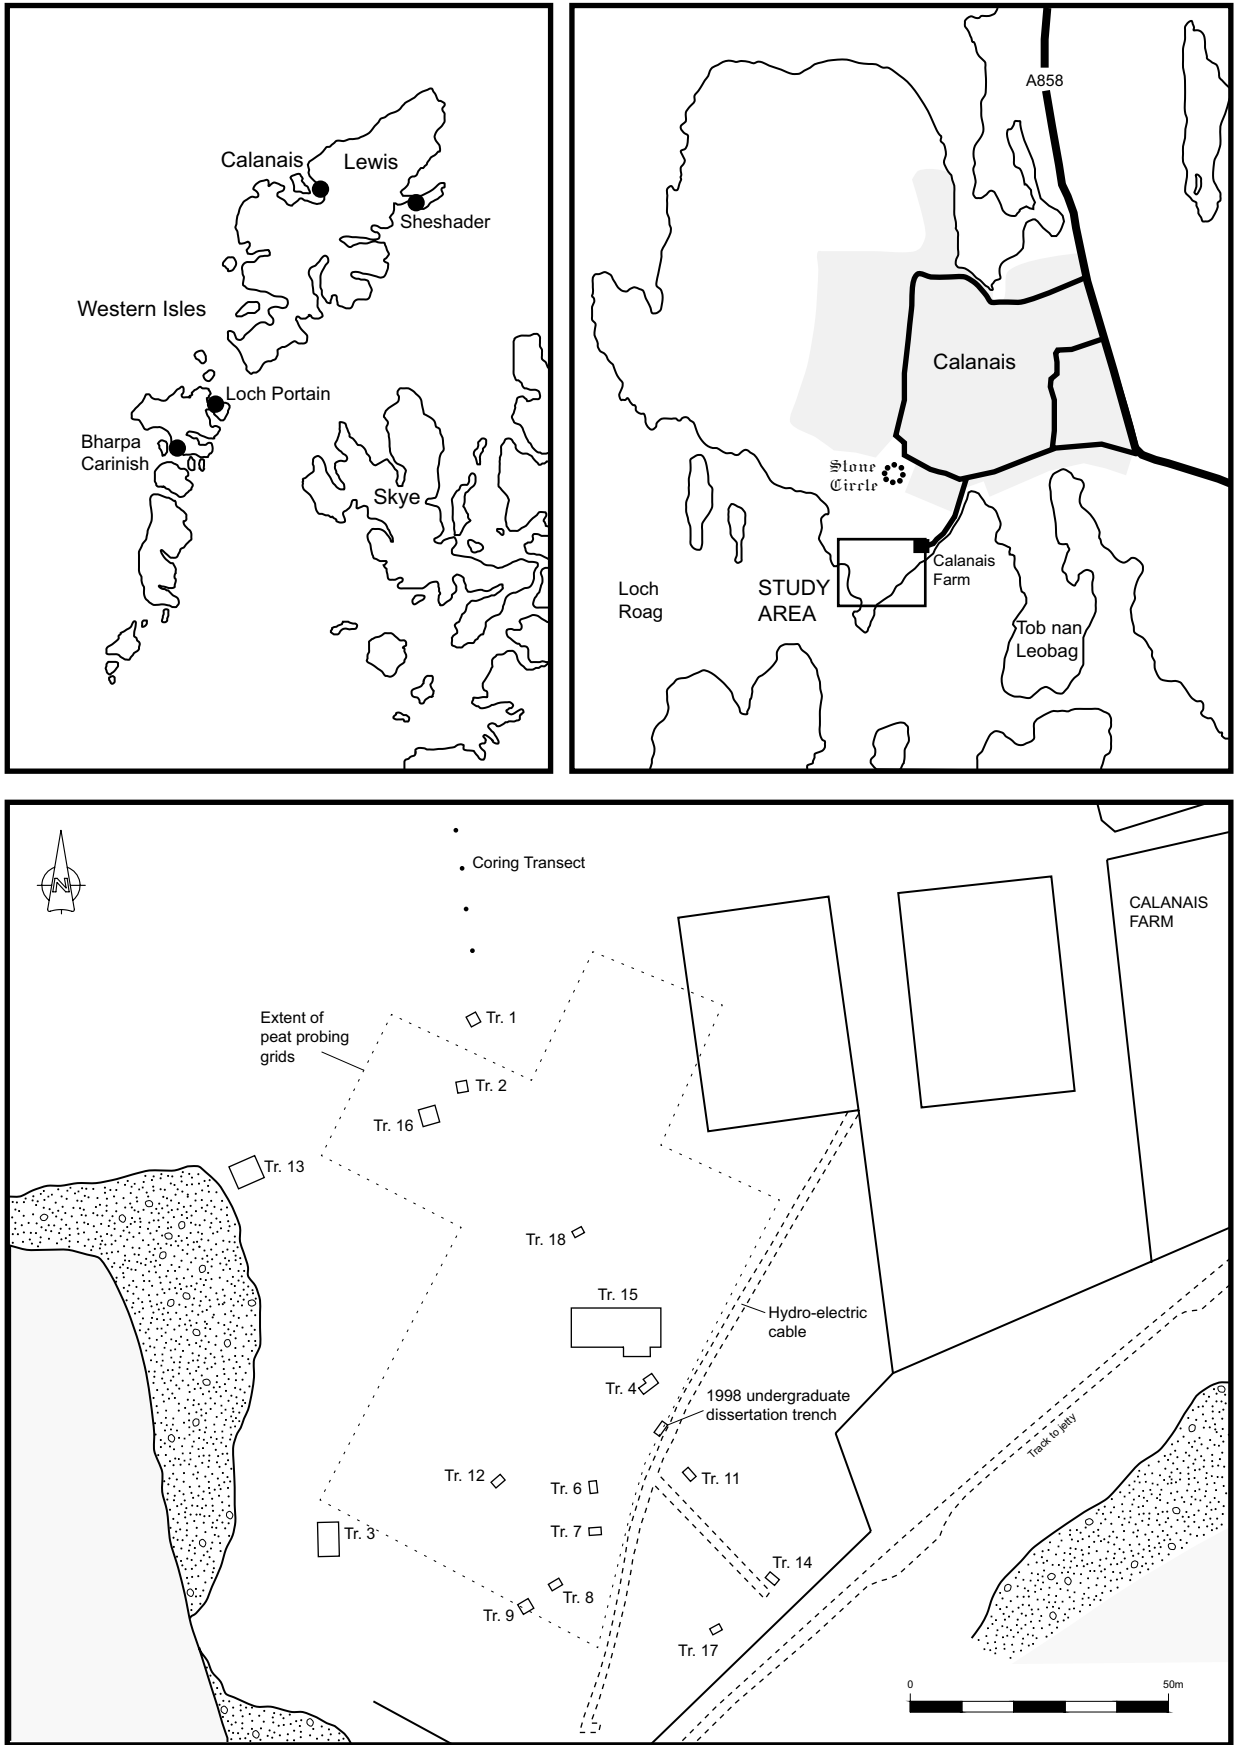 Calanais
Lewis
Sheshader
Western Isles
Loch Portain
Bharpa
Carinish
Skye
A858
Calanais
Stone
Circle
Calanais
Farm
STUDY
AREA
Loch
Roag
Tob nan
Leobag
N
Coring Transect
CALANAIS
FARM
Extent of
peat probing
grids
Tr. 1
Tr. 2
Tr. 16
Tr. 13
Tr. 18
Tr. 15
Hydro-electric
cable
Tr. 4
1998 undergraduate
dissertation trench
Track to jetty
Tr. 12
Tr. 6
Tr. 11
Tr. 7
Tr. 3
Tr. 14
Tr. 8
Tr. 9
Tr. 17
0
50m